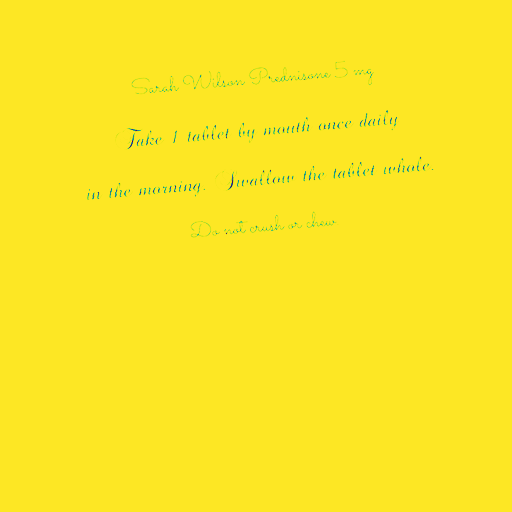 Sarah Wilson Prednisone 5 mg
Take 1 tablet by mouth once daily
in the morning. Swallow the tablet whole.
Do not crush or chew